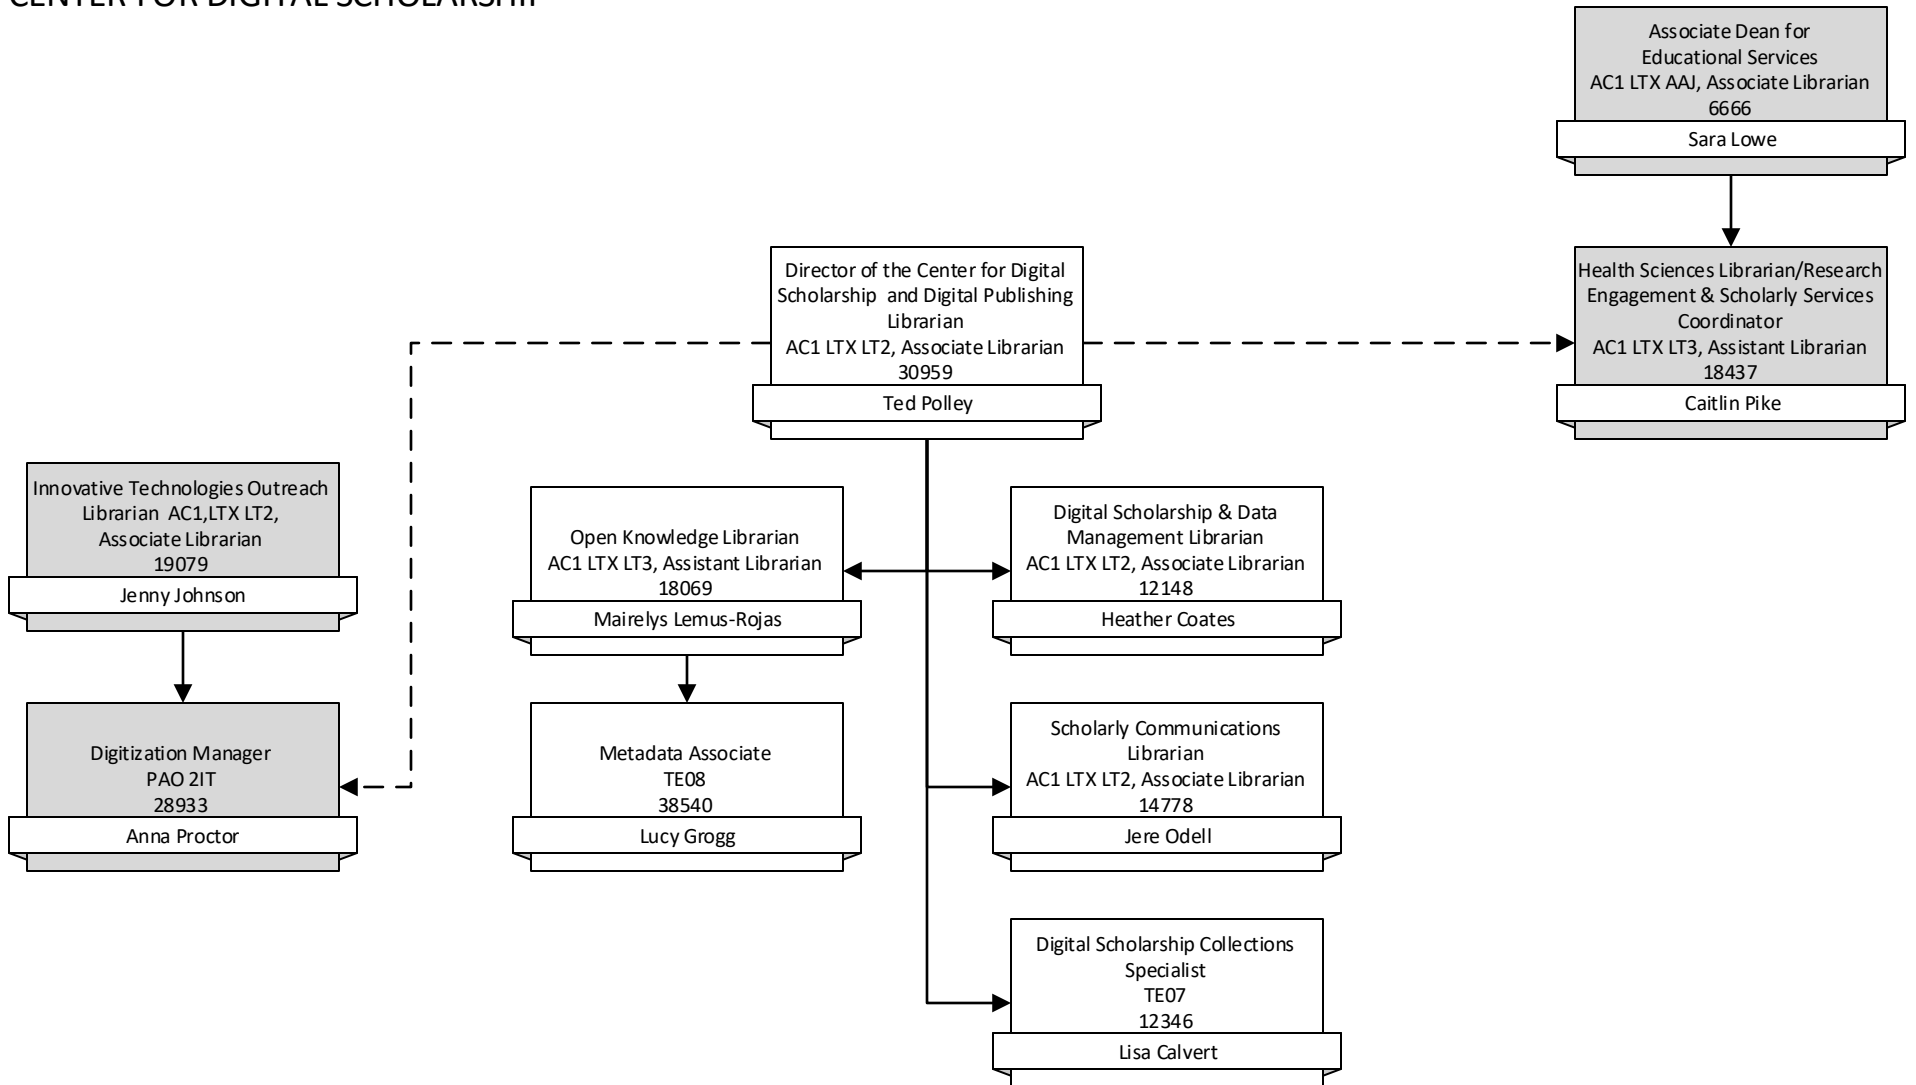 CENTER FOR DIGITAL SCHOLARSHIP
Associate Dean for
Educational Services
AC1 LTX AAJ, Associate Librarian
6666
Sara Lowe
Director of the Center for Digital
Scholarship and Digital Publishing
Librarian
AC1 LTX LT2, Associate Librarian
30959
Ted Polley
Health Sciences Librarian/Research
Engagement & Scholarly Services
Coordinator
AC1 LTX LT3, Assistant Librarian
18437
Caitlin Pike
Innovative Technologies Outreach
Librarian AC1,LTX LT2,
Associate Librarian
19079
Jenny Johnson
Open Knowledge Librarian
AC1 LTX LT3, Assistant Librarian
18069
Mairelys Lemus-Rojas
Digital Scholarship & Data
Management Librarian
AC1 LTX LT2, Associate Librarian
12148
Heather Coates
Digitization Manager
PAO 2IT
28933
Anna Proctor
Metadata Associate
TE08
38540
Lucy Grogg
Scholarly Communications
Librarian
AC1 LTX LT2, Associate Librarian
14778
Jere Odell
Digital Scholarship Collections
Specialist
TE07
12346
Lisa Calvert